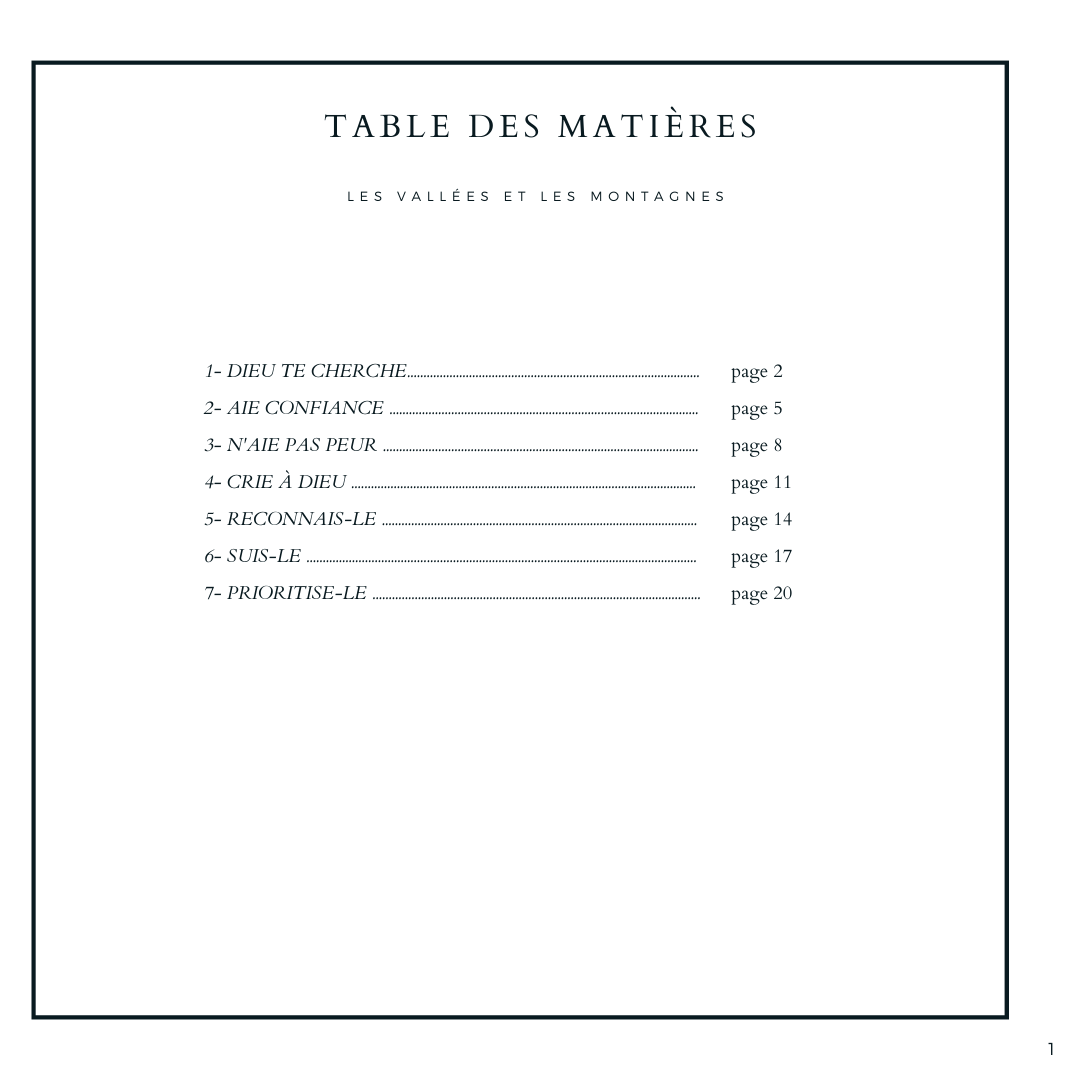 TABLE DES MATIÈRES
LES VALLÉES ET LES MONTAGNES
1- DIEU TE CHERCHE.......................................................................................... page 2
2- AIE CONFIANCE ............................................................................................... page 5
3- N'AIE PAS PEUR ................................................................................................. page 8
4- CRIE À DIEU .......................................................................................................... page 11
5- RECONNAIS-LE ................................................................................................. page 14
6- SUIS-LE ........................................................................................................................ page 17
7- PRIORITISE-LE ..................................................................................................... page 20
1